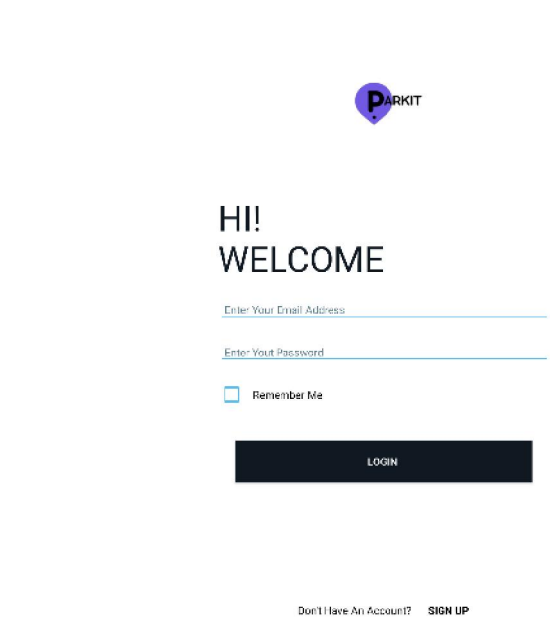 PARKIT
HI!
WELCOME
Enter Your Email Address
Enter Yout Password
Remember Me
LOGIN
Don't Have An Account? SIGN UP